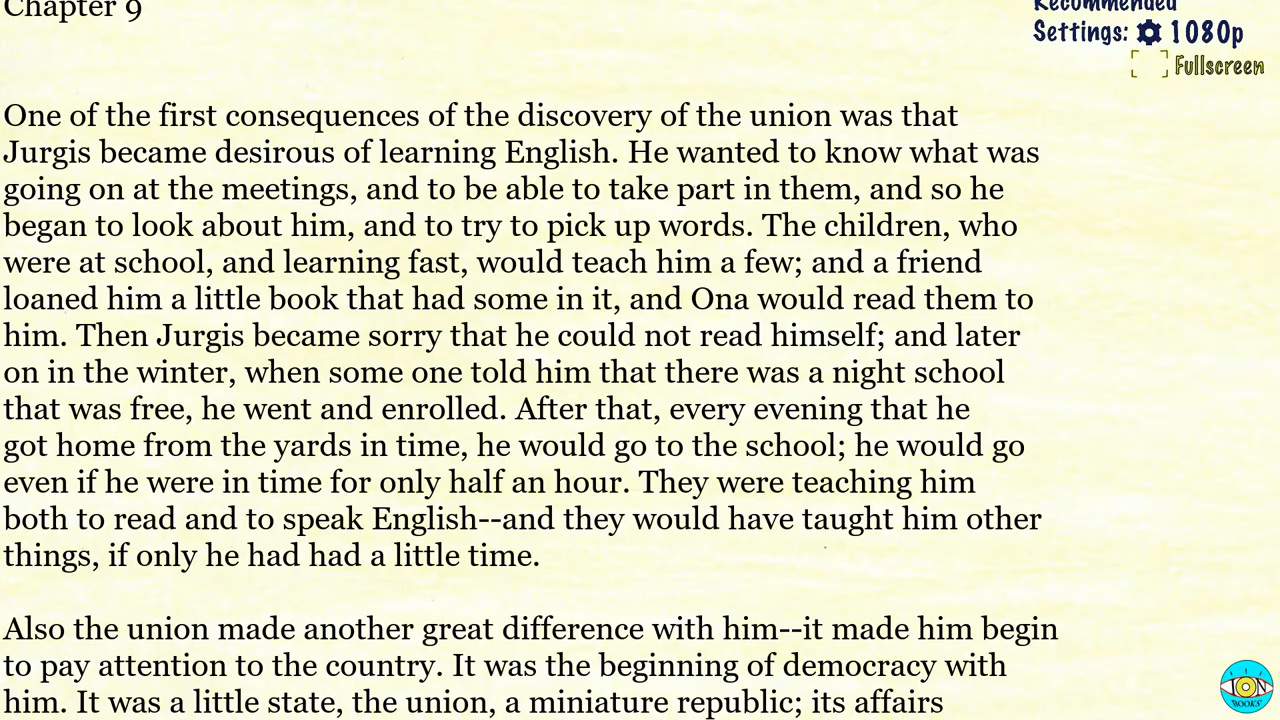 Chapter 9
Recommended
Settings: 1080p
Fullscreen
One of the first consequences of the discovery of the union was that
Jurgis became desirous of learning English. He wanted to know what was
going on at the meetings, and to be able to take part in them, and so he
began to look about him, and to try to pick up words. The children, who
were at school, and learning fast, would teach him a few; and a friend
loaned him a little book that had some in it, and Ona would read them to
him. Then Jurgis became sorry that he could not read himself; and later
on in the winter, when some one told him that there was a night school
that was free, he went and enrolled. After that, every evening that he
got home from the yards in time, he would go to the school; he would go
even if he were in time for only half an hour. They were teaching him
both to read and to speak English--and they would have taught him other
things, if only he had had a little time.
Also the union made another great difference with him--it made him begin
to pay attention to the country. It was the beginning of democracy with
him. It was a little state, the union, a miniature republic; its affairs
ION
BOOKS